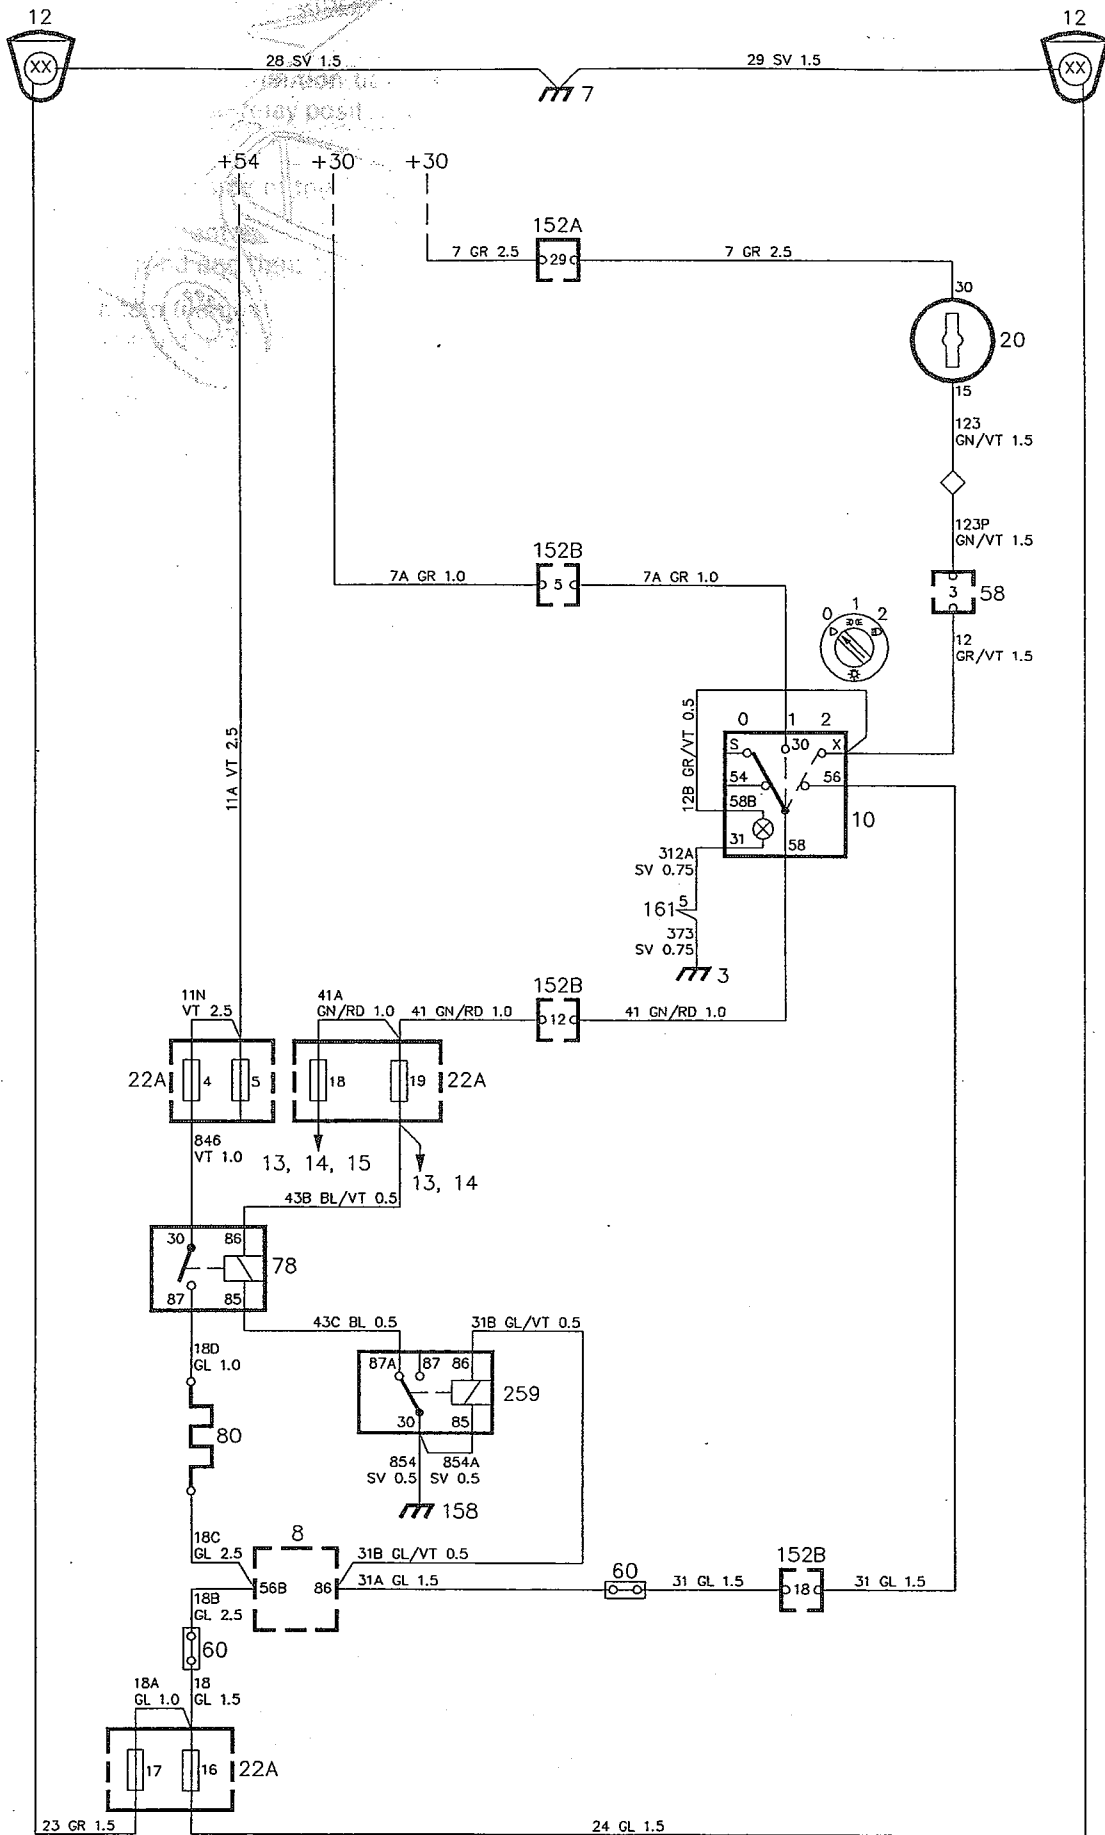 12
12
XX
28 SV 1.5
29 SV 1.5
XX
7
+54
+30
+30
152A
7 GR 2.5
29
7 GR 2.5
30
20
15
123
GN/VT 1.5
123P
GN/VT 1.5
152B
7A GR 1.0
5
7A GR 1.0
3
58
0
1
2
12
GR/VT 1.5
11A VT 2.5
12B GR/VT 0.5
0
1
2
S
30
X
54
56
58B
10
31
58
312A
SV 0.75
161
5
373
SV 0.75
3
152B
11N
VT 2.5
41A
GN/RD 1.0
41 GN/RD 1.0
12
41 GN/RD 1.0
22A
4
5
18
19
22A
846
VT 1.0
13, 14, 15
13, 14
43B BL/VT 0.5
30
86
78
87
85
43C BL 0.5
31B GL/VT 0.5
18D
GL 1.0
87A
87
86
259
30
85
80
854
SV 0.5
854A
SV 0.5
158
8
18C
GL 2.5
31B GL/VT 0.5
152B
56B
86
31A GL 1.5
60
31 GL 1.5
18
31 GL 1.5
18B
GL 2.5
60
18A
GL 1.0
18
GL 1.5
17
16
22A
23 GR 1.5
24 GL 1.5